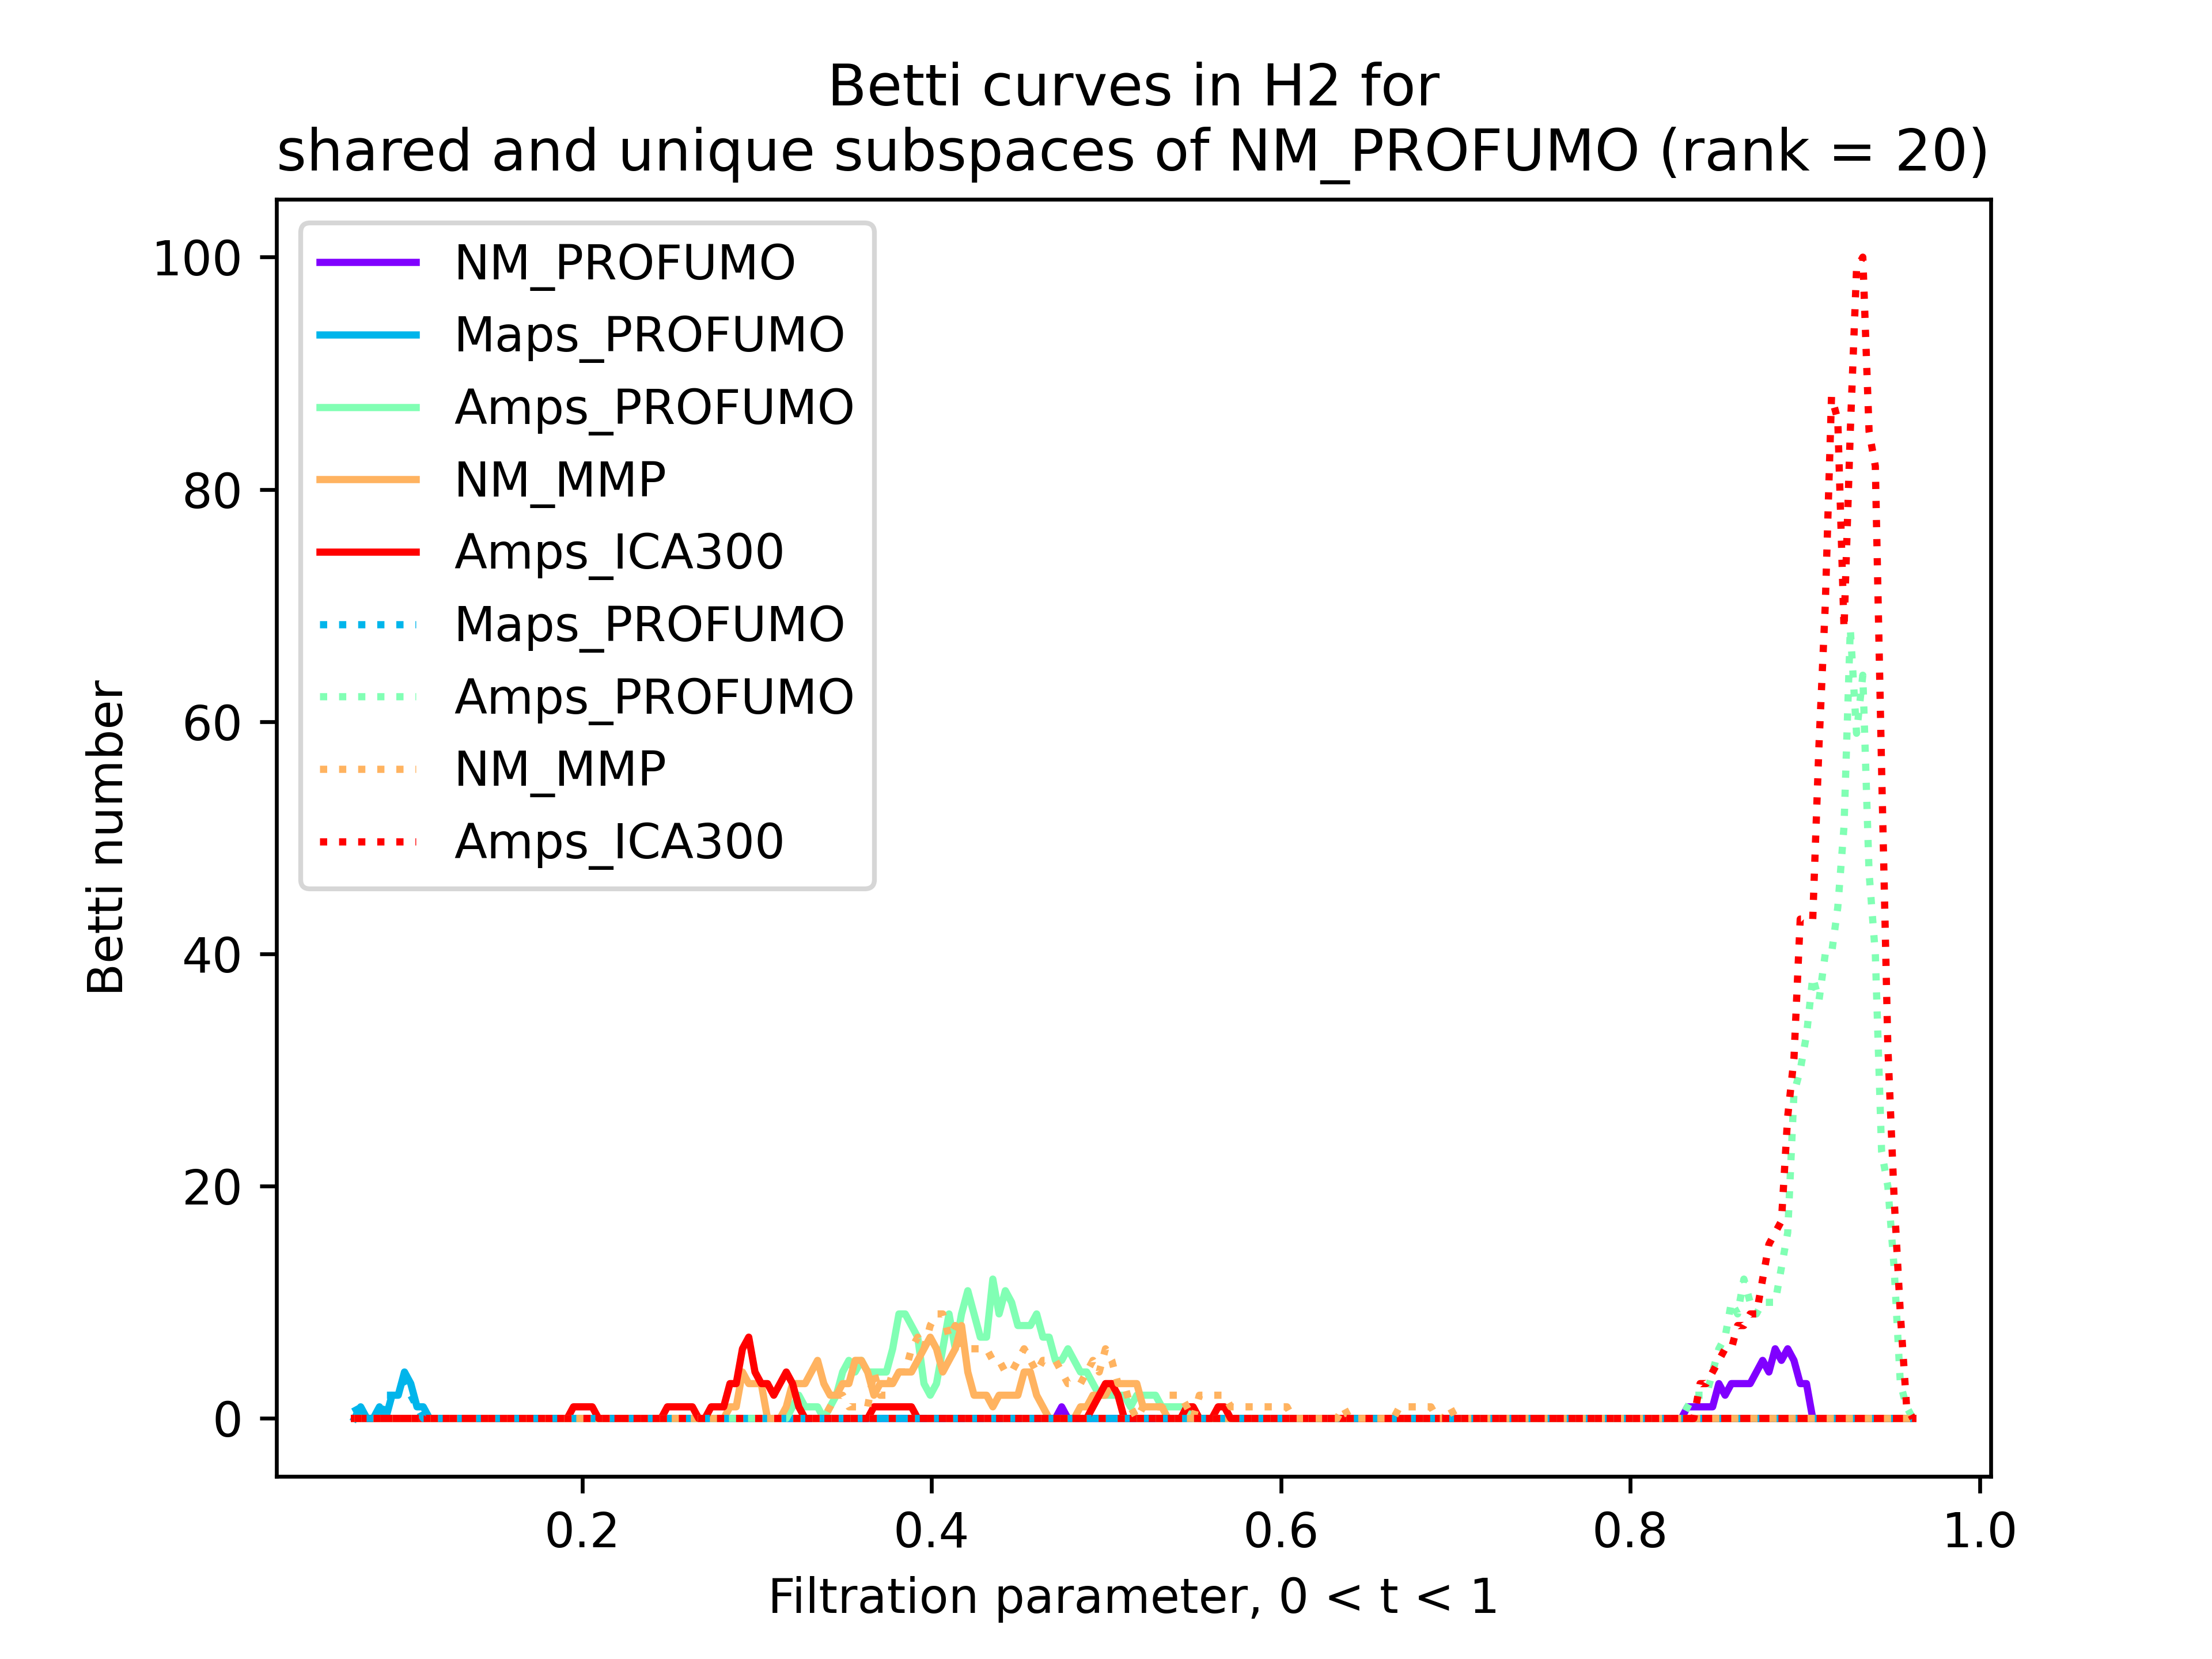 Betti curves in H2 for
shared and unique subspaces of NM_PROFUMO (rank = 20)
100
80
60
40
20
0
Betti number
NM_PROFUMO
Maps_PROFUMO
Amps_PROFUMO
NM_MMP
Amps_ICA300
Maps_PROFUMO
Amps_PROFUMO
NM_MMP
Amps_ICA300
0.2 0.4 0.6 0.8 1.0
Filtration parameter, 0 < t < 1